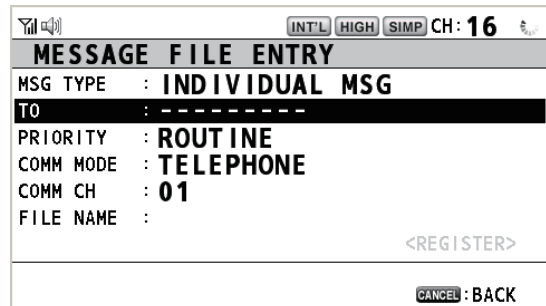 INT'L HIGH SIMP CH:16
MESSAGE FILE ENTRY
MSG TYPE : INDIVIDUAL MSG
TO : ---------
PRIORITY : ROUTINE
COMM MODE : TELEPHONE
COMM CH : 01
FILE NAME :
<REGISTER>
CANCEL : BACK